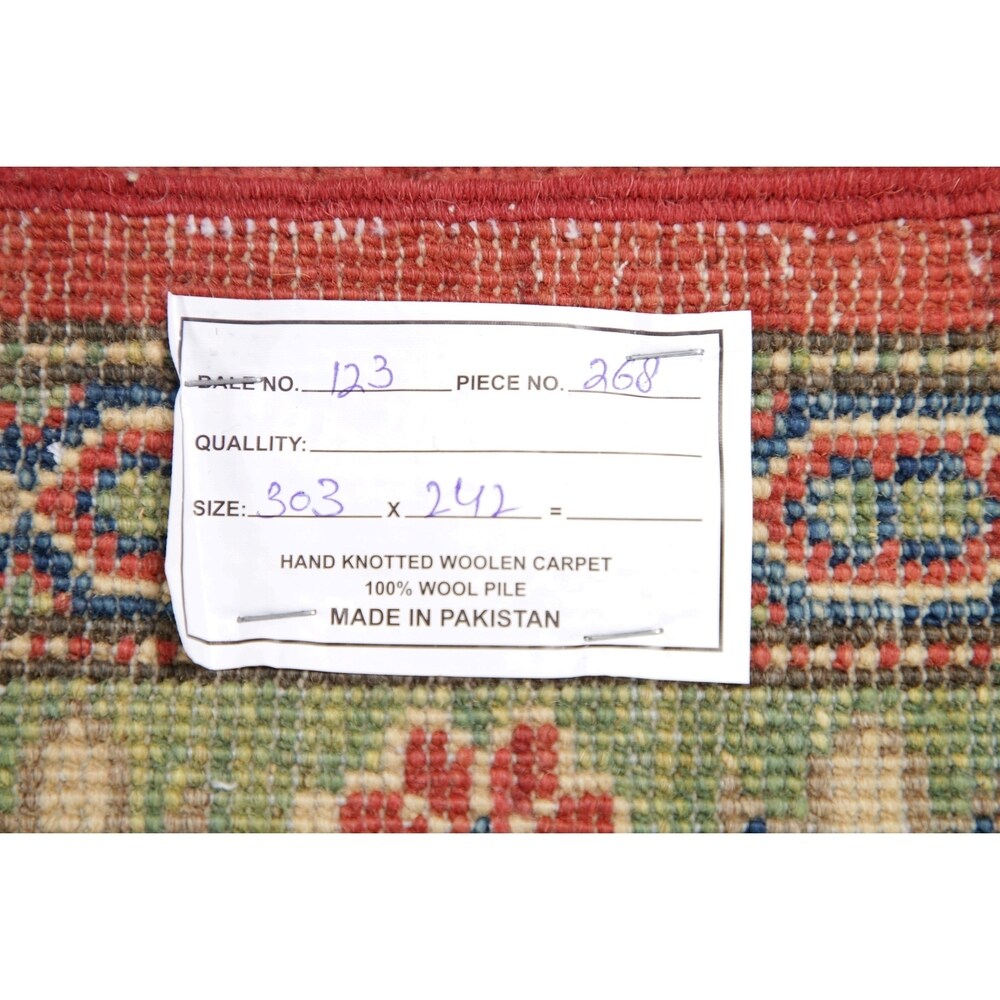 BALE NO. 123 PIECE NO. 268
QUALLITY:
SIZE: 303 X 242 =
HAND KNOTTED WOOLEN CARPET
100% WOOL PILE
MADE IN PAKISTAN